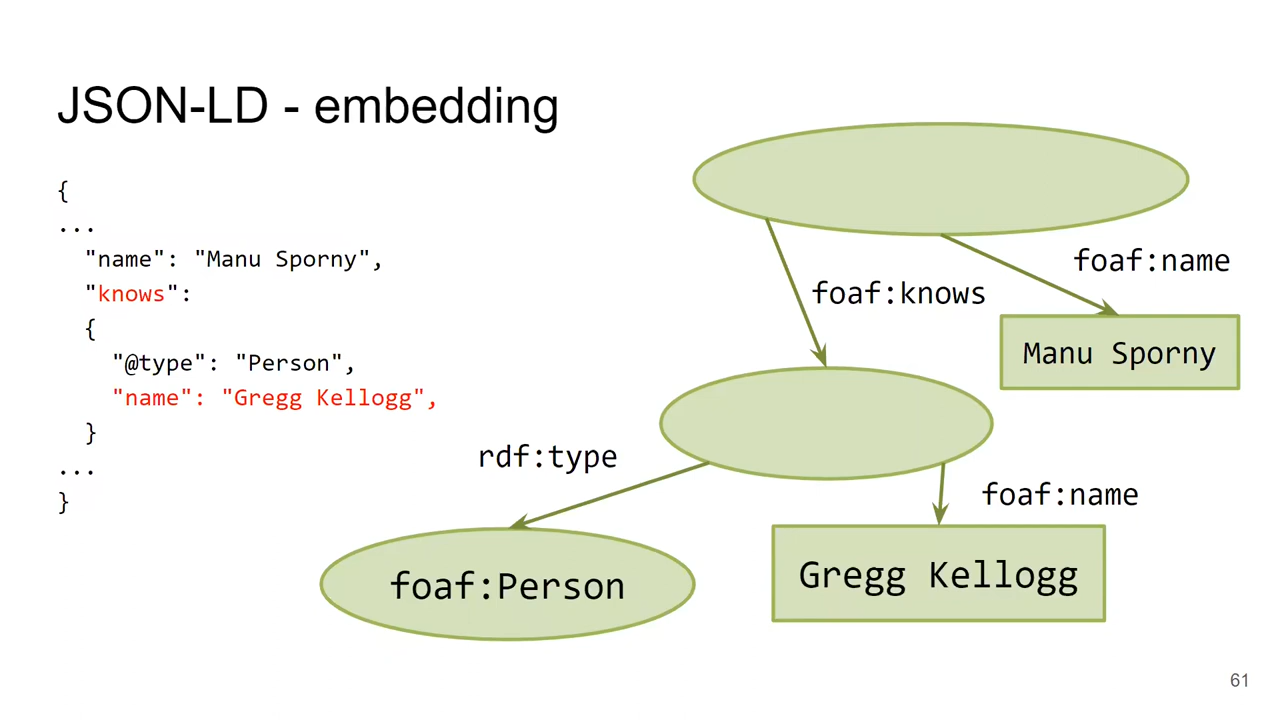 JSON-LD - embedding
{
...
"name": "Manu Sporny",
"knows":
{
"@type": "Person",
"name": "Gregg Kellogg",
}
...
}
foaf:name
foaf:knows
Manu Sporny
rdf:type
foaf:name
foaf:Person
Gregg Kellogg
61